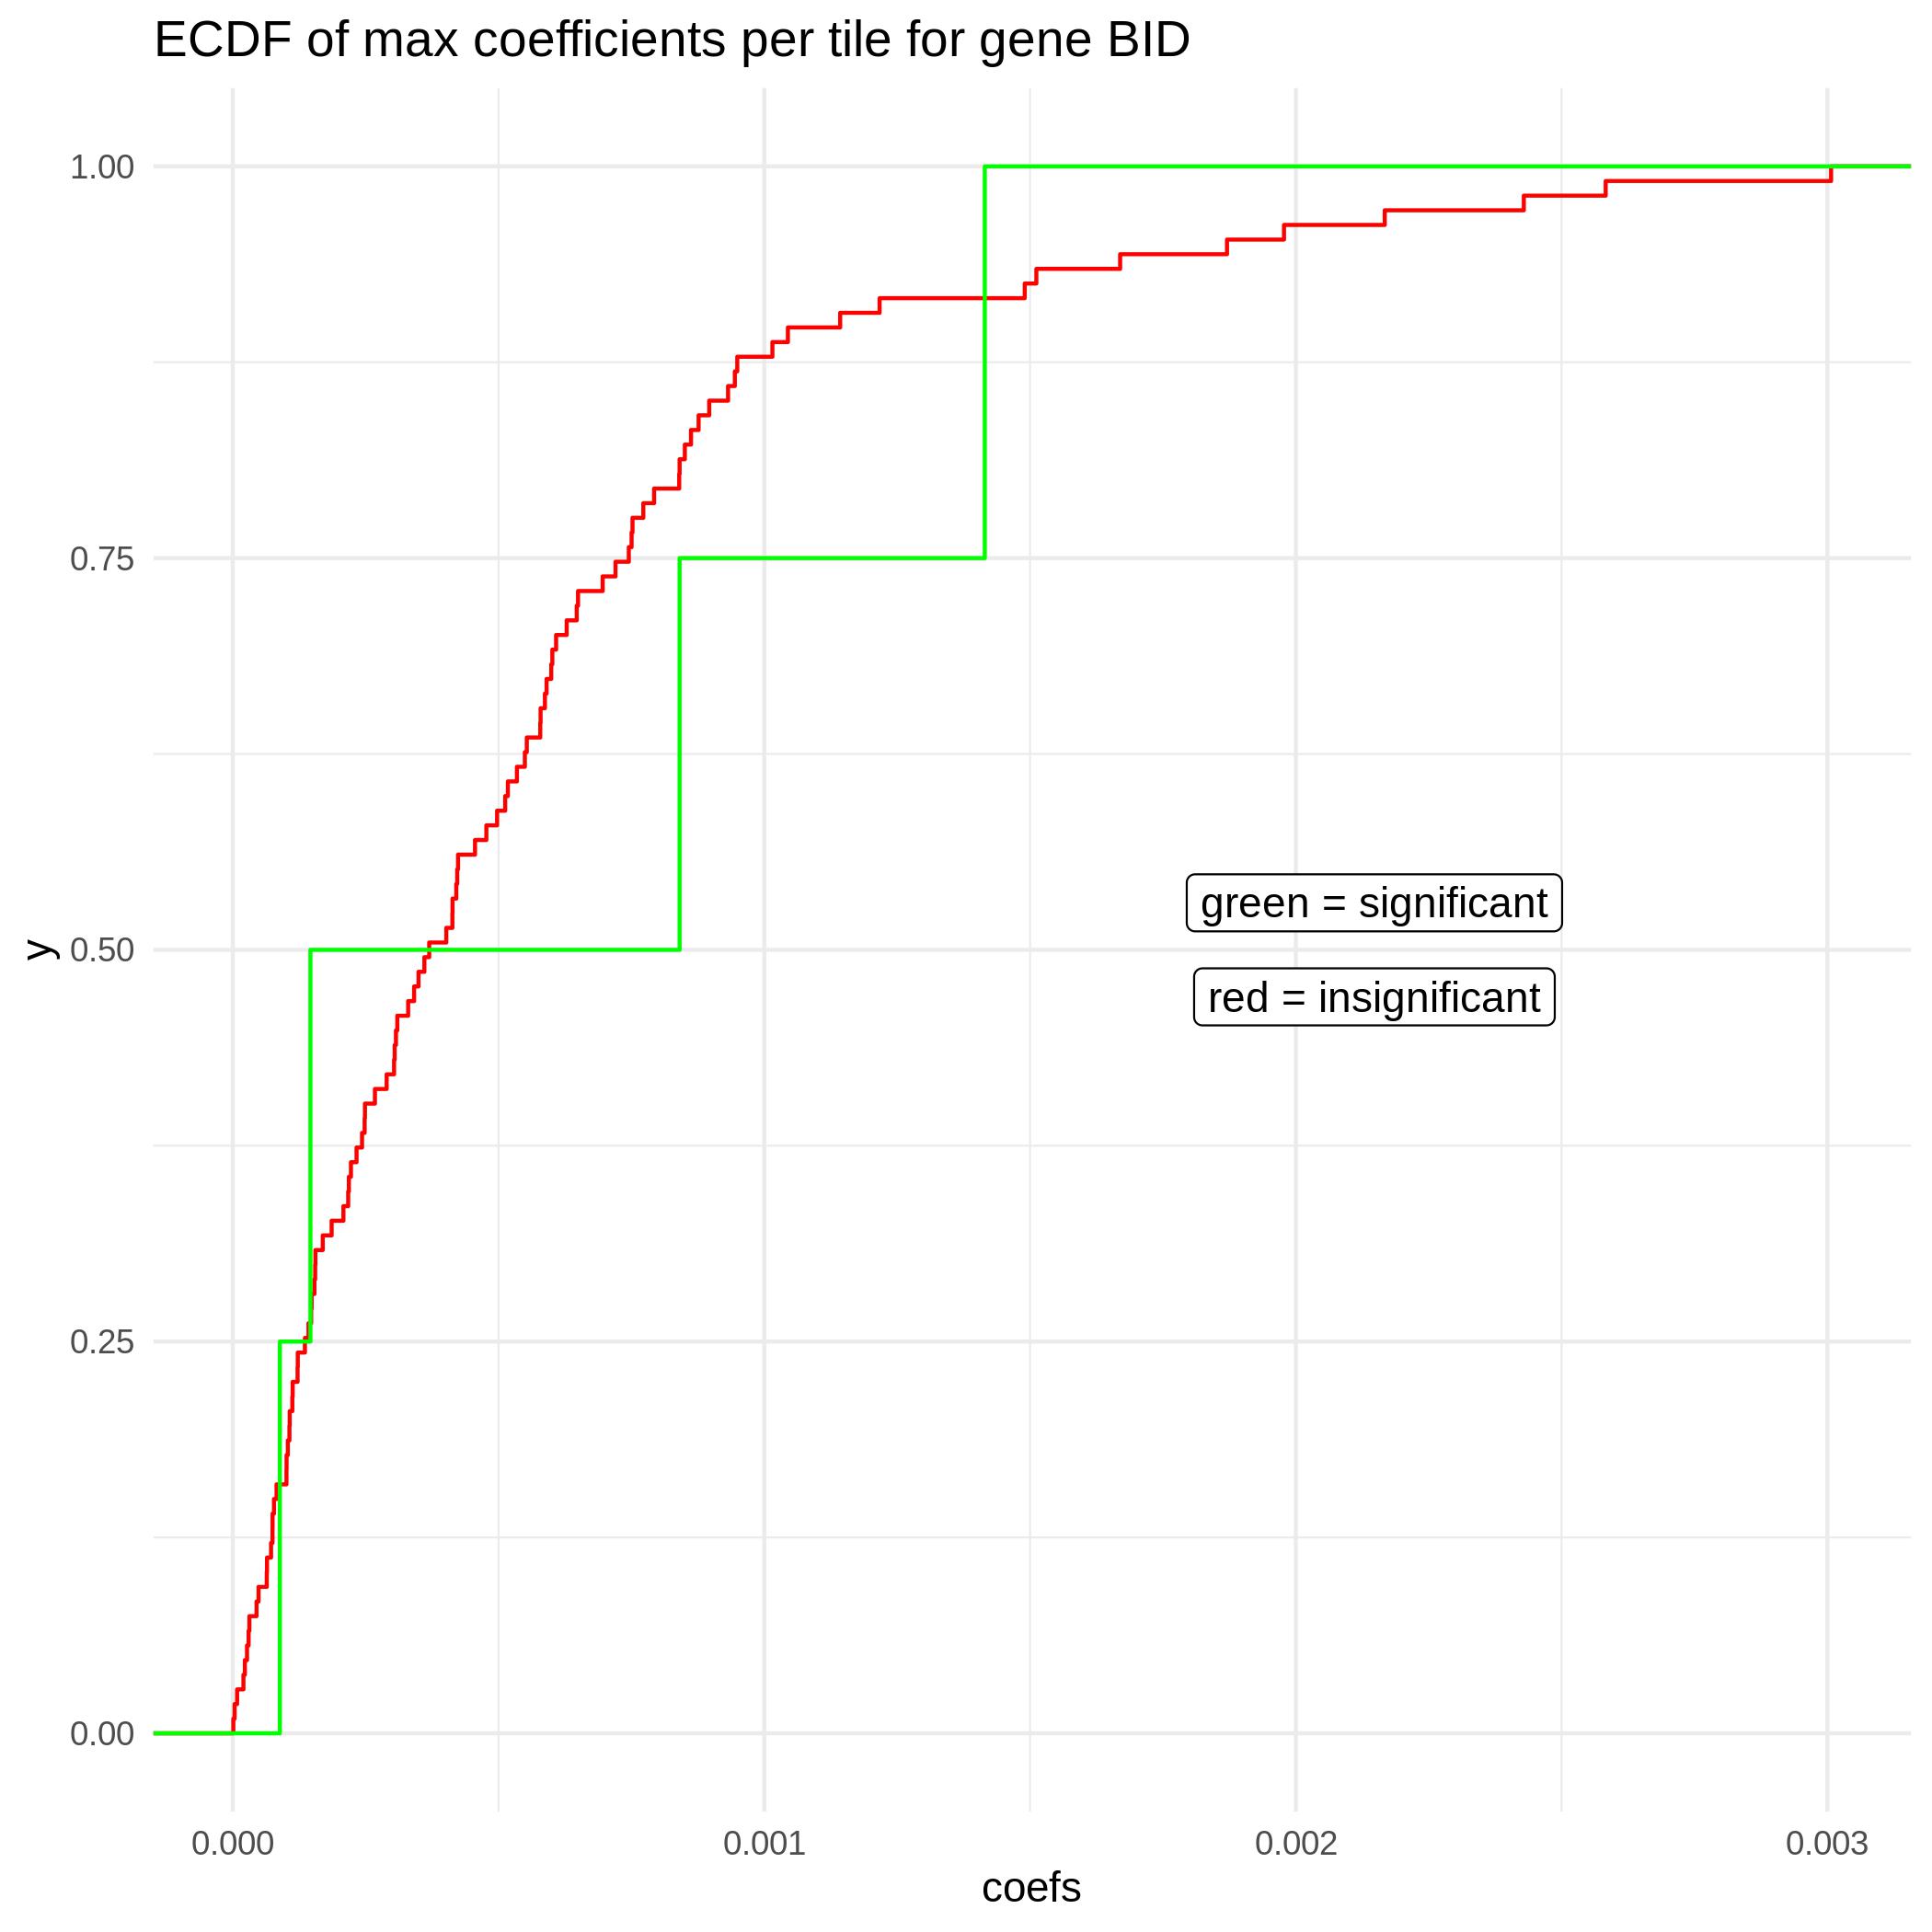 ECDF of max coefficients per tile for gene BID
1.00
0.75
0.50
0.25
0.00
y
green = significant
red = insignificant
0.000 0.001 0.002 0.003
coefs